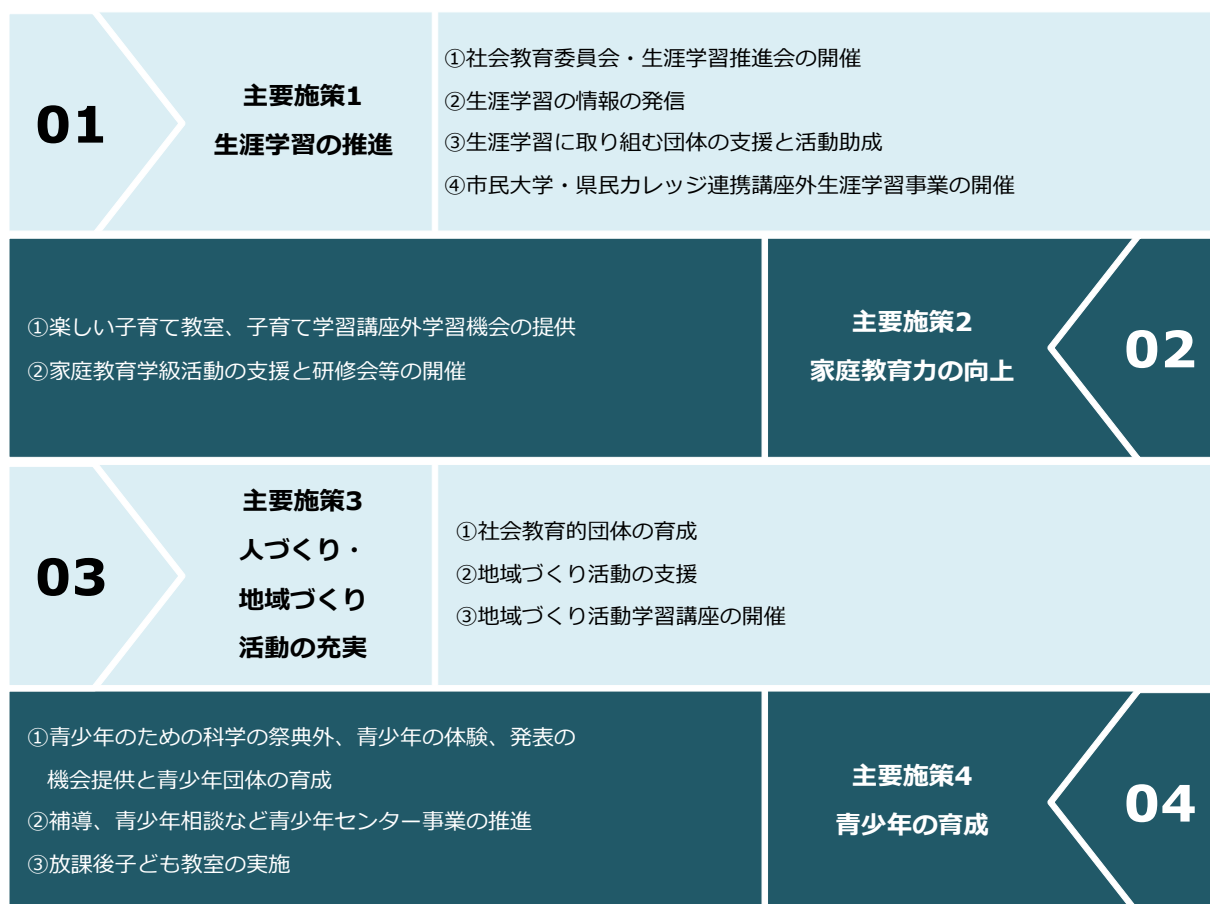 01
主要施策1
生涯学習の推進
①社会教育委員会・生涯学習推進会の開催
②生涯学習の情報の発信
③生涯学習に取り組む団体の支援と活動助成
④市民大学・県民カレッジ連携講座外生涯学習事業の開催
①楽しい子育て教室、子育て学習講座外学習機会の提供
②家庭教育学級活動の支援と研修会等の開催
主要施策2
家庭教育力の向上
02
03
主要施策3
人づくり・
地域づくり
活動の充実
①社会教育的団体の育成
②地域づくり活動の支援
③地域づくり活動学習講座の開催
①青少年のための科学の祭典外、青少年の体験、発表の
機会提供と青少年団体の育成
②補導、青少年相談など青少年センター事業の推進
③放課後子ども教室の実施
主要施策4
青少年の育成
04